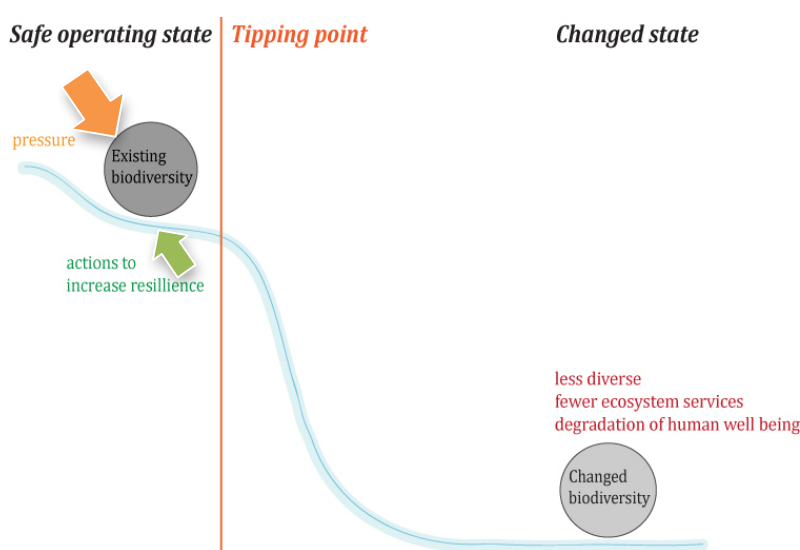 Safe operating state
Tipping point
Changed state
pressure
Existing
biodiversity
actions to
increase resillience
less diverse
fewer ecosystem services
degradation of human well being
Changed
biodiversity